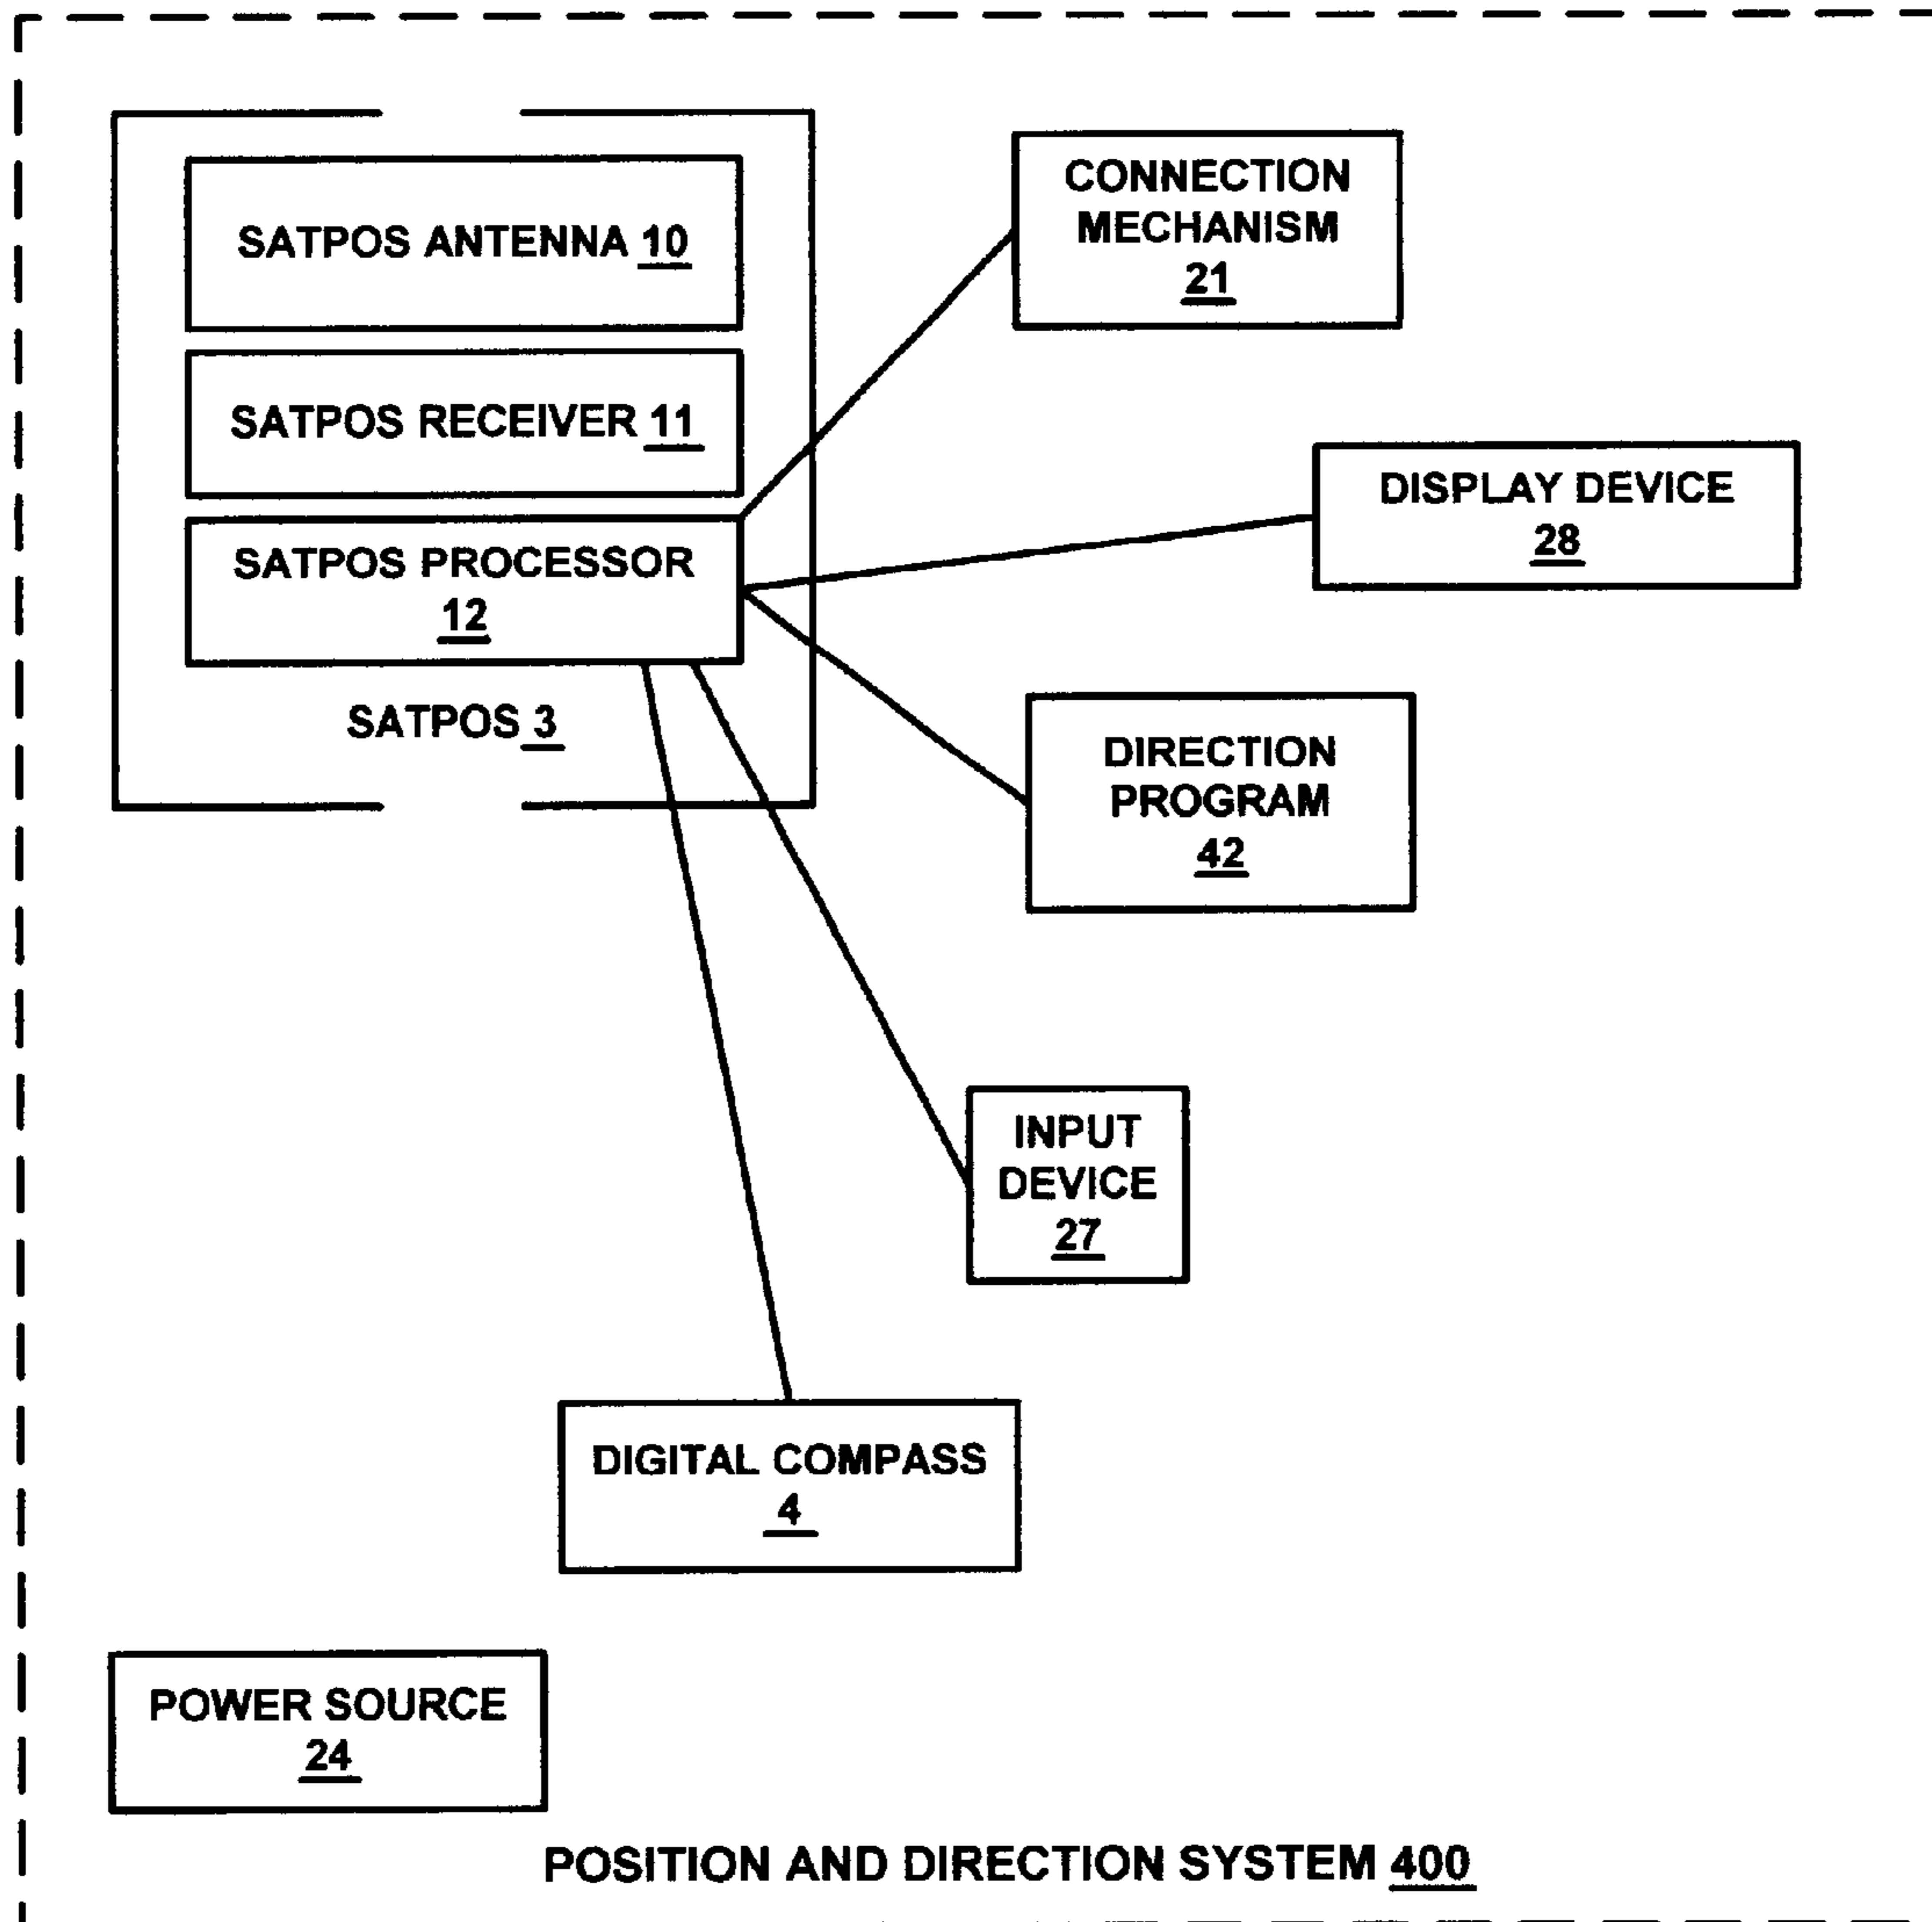 SATPOS ANTENNA 10
SATPOS RECEIVER 11
SATPOS PROCESSOR
12
SATPOS 3
CONNECTION
MECHANISM
21
DISPLAY DEVICE
28
DIRECTION
PROGRAM
42
INPUT
DEVICE
27
DIGITAL COMPASS
4
POWER SOURCE
24
POSITION AND DIRECTION SYSTEM 400